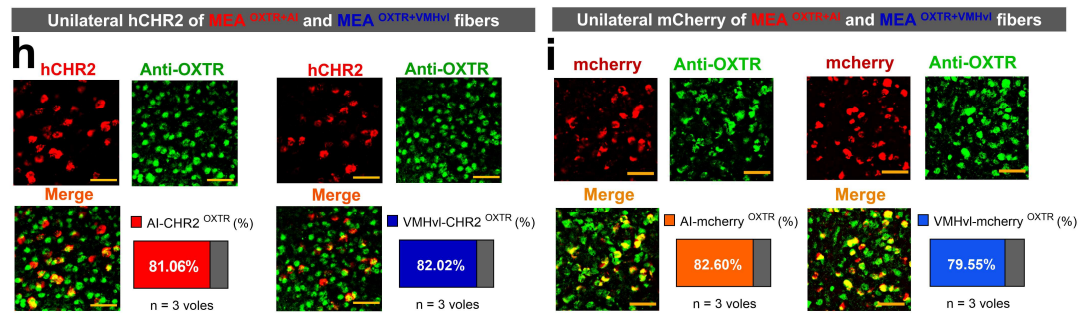 Unilateral hCHR2 of MEA OXTR+AI and MEA OXTR+VMHvl fibers
h
hCHR2 Anti-OXTR hCHR2 Anti-OXTR
Merge Merge
AI-CHR2 OXTR (%)
81.06%
n = 3 voles
VMHvl-CHR2 OXTR (%)
82.02%
n = 3 voles
Unilateral mCherry of MEA OXTR+AI and MEA OXTR+VMHvl fibers
i
mcherry Anti-OXTR mcherry Anti-OXTR
Merge Merge
AI-mcherry OXTR (%)
82.60%
n = 3 voles
VMHvl-mcherry OXTR (%)
79.55%
n = 3 voles